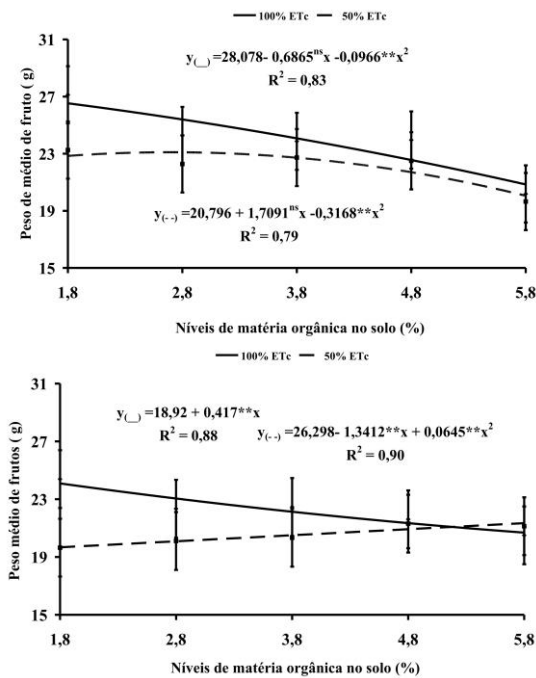 100% ETc 50% ETc
31
27
23
19
15
Peso de médio de fruto ( g)
y(__) =28,078- 0,6865nsx -0,0966**x2
R2 = 0,83
y(- -) =20,796 + 1,7091nsx -0,3168**x2
R2 = 0,79
1,8 2,8 3,8 4,8 5,8
Níveis de matéria orgânica no solo (%)
100% ETc 50% ETc
31
27
23
19
15
Peso médio de frutos ( g)
y(__)=18,92 + 0,417**x
R2 = 0,88
y(- -) =26,298- 1,3412**x + 0,0645**x2
R2 = 0,90
1,8 2,8 3,8 4,8 5,8
Níveis de matéria orgânica no solo (%)